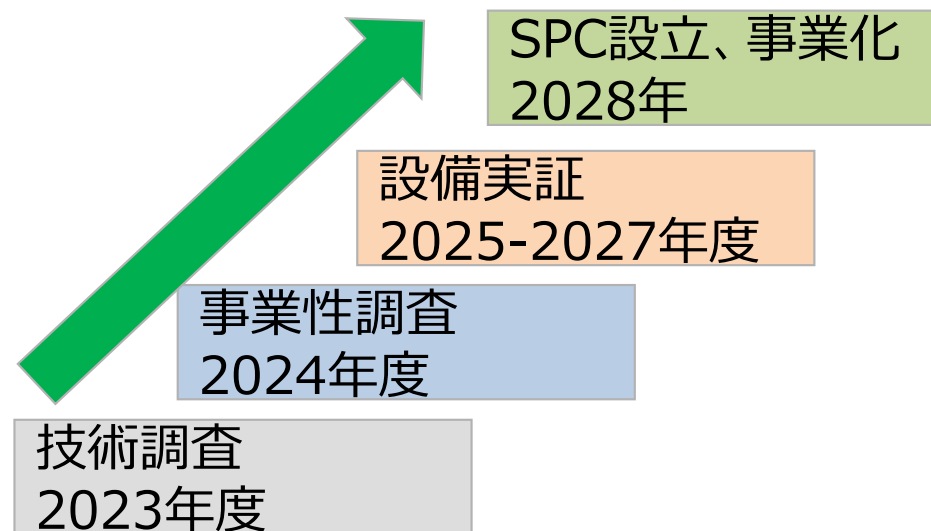 SPC設立、事業化
2028年
設備実証
2025-2027年度
事業性調査
2024年度
技術調査
2023年度